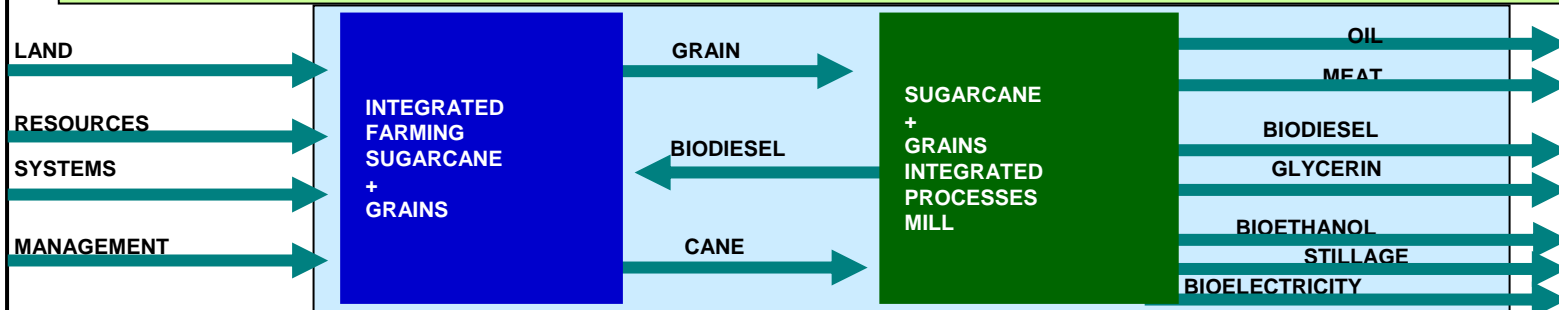 LAND
RESOURCES
SYSTEMS
MANAGEMENT
INTEGRATED
FARMING
SUGARCANE
+
GRAINS
GRAIN
BIODIESEL
CANE
SUGARCANE
+
GRAINS
INTEGRATED
PROCESSES
MILL
OIL
MEAT
BIODIESEL
GLYCERIN
BIOETHANOL
STILLAGE
BIOELECTRICITY